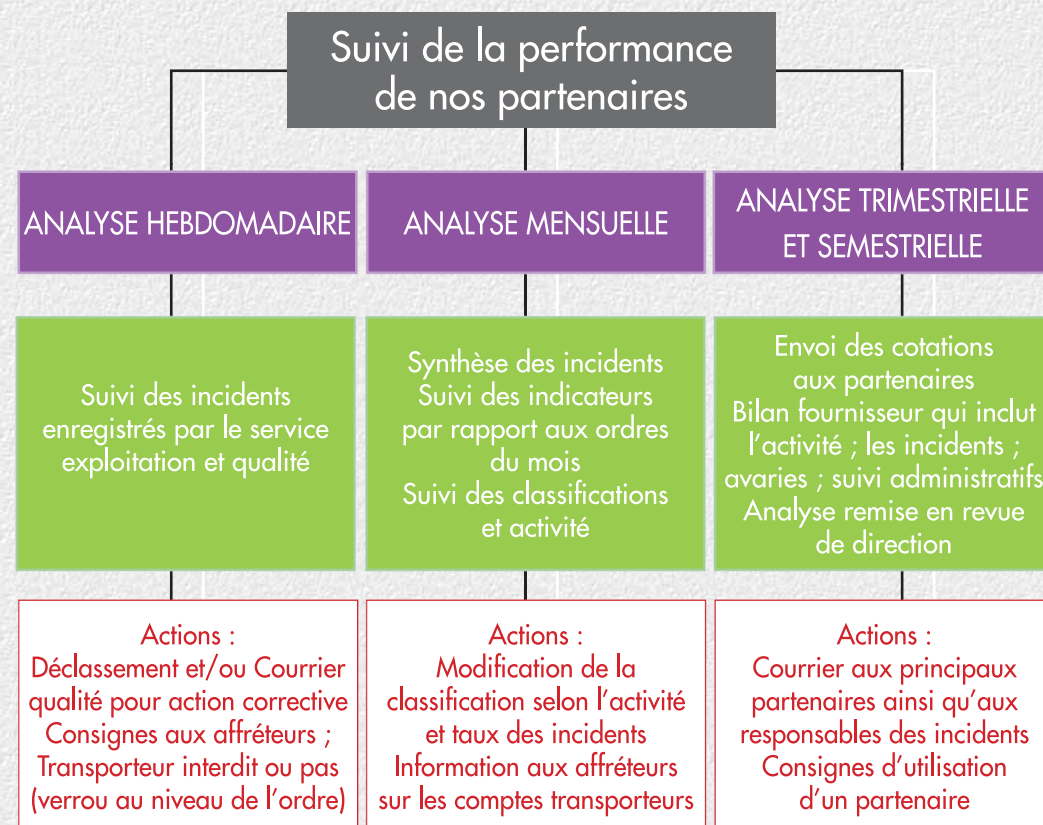 Suivi de la performance
de nos partenaires
ANALYSE HEBDOMADAIRE
Suivi des incidents
enregistrés par le service
exploitation et qualité
Actions :
Déclassement et/ou Courrier
qualité pour action corrective
Consignes aux affréteurs ;
Transporteur interdit ou pas
(verrou au niveau de l'ordre)
ANALYSE MENSUELLE
Synthèse des incidents
Suivi des indicateurs
par rapport aux ordres
du mois
Suivi des classifications
et activité
Actions :
Modification de la
classification selon l'activité
et taux des incidents
Information aux affréteurs
sur les comptes transporteurs
ANALYSE TRIMESTRIELLE
ET SEMESTRIELLE
Envoi des cotations
aux partenaires
Bilan fournisseur qui inclut
l'activité ; les incidents ;
avaries ; suivi administratifs
Analyse remise en revue
de direction
Actions :
Courrier aux principaux
partenaires ainsi qu'aux
responsables des incidents
Consignes d'utilisation
d'un partenaire